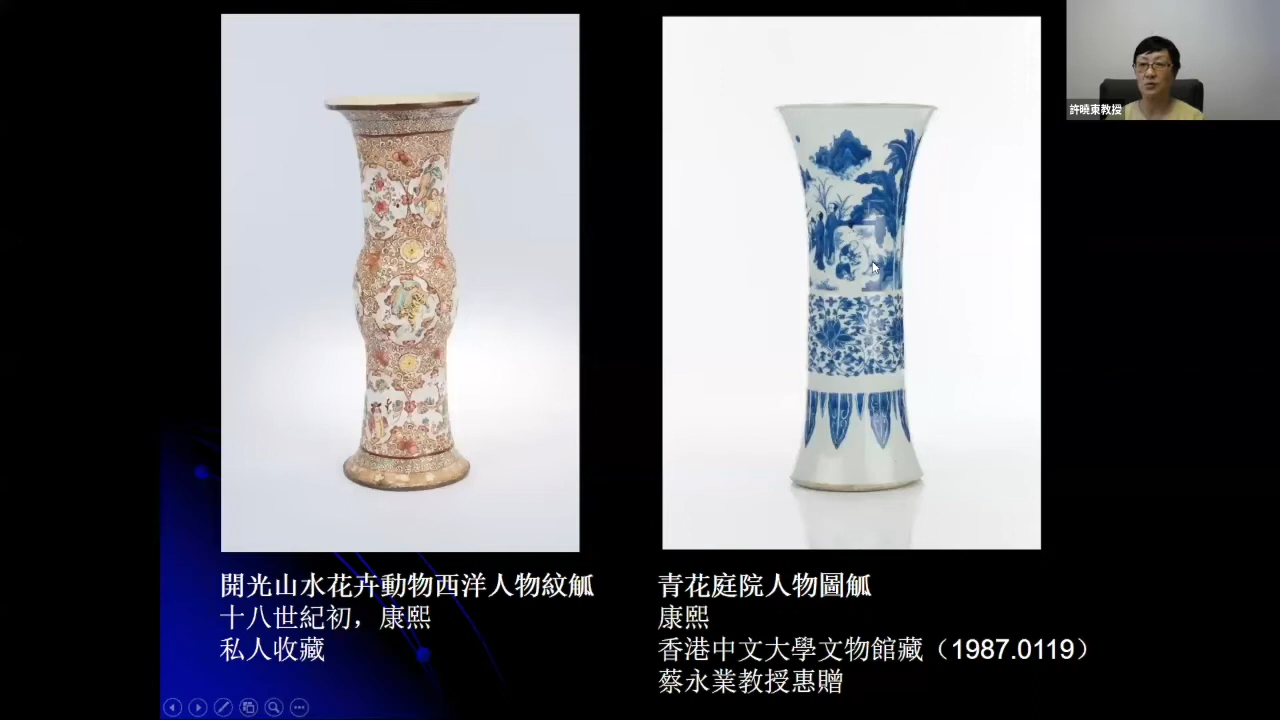 許曉東教授
開光山水花卉動物西洋人物紋觚
十八世紀初，康熙
私人收藏
青花庭院人物圖觚
康熙
香港中文大學文物館藏（1987.0119）
蔡永業教授惠贈